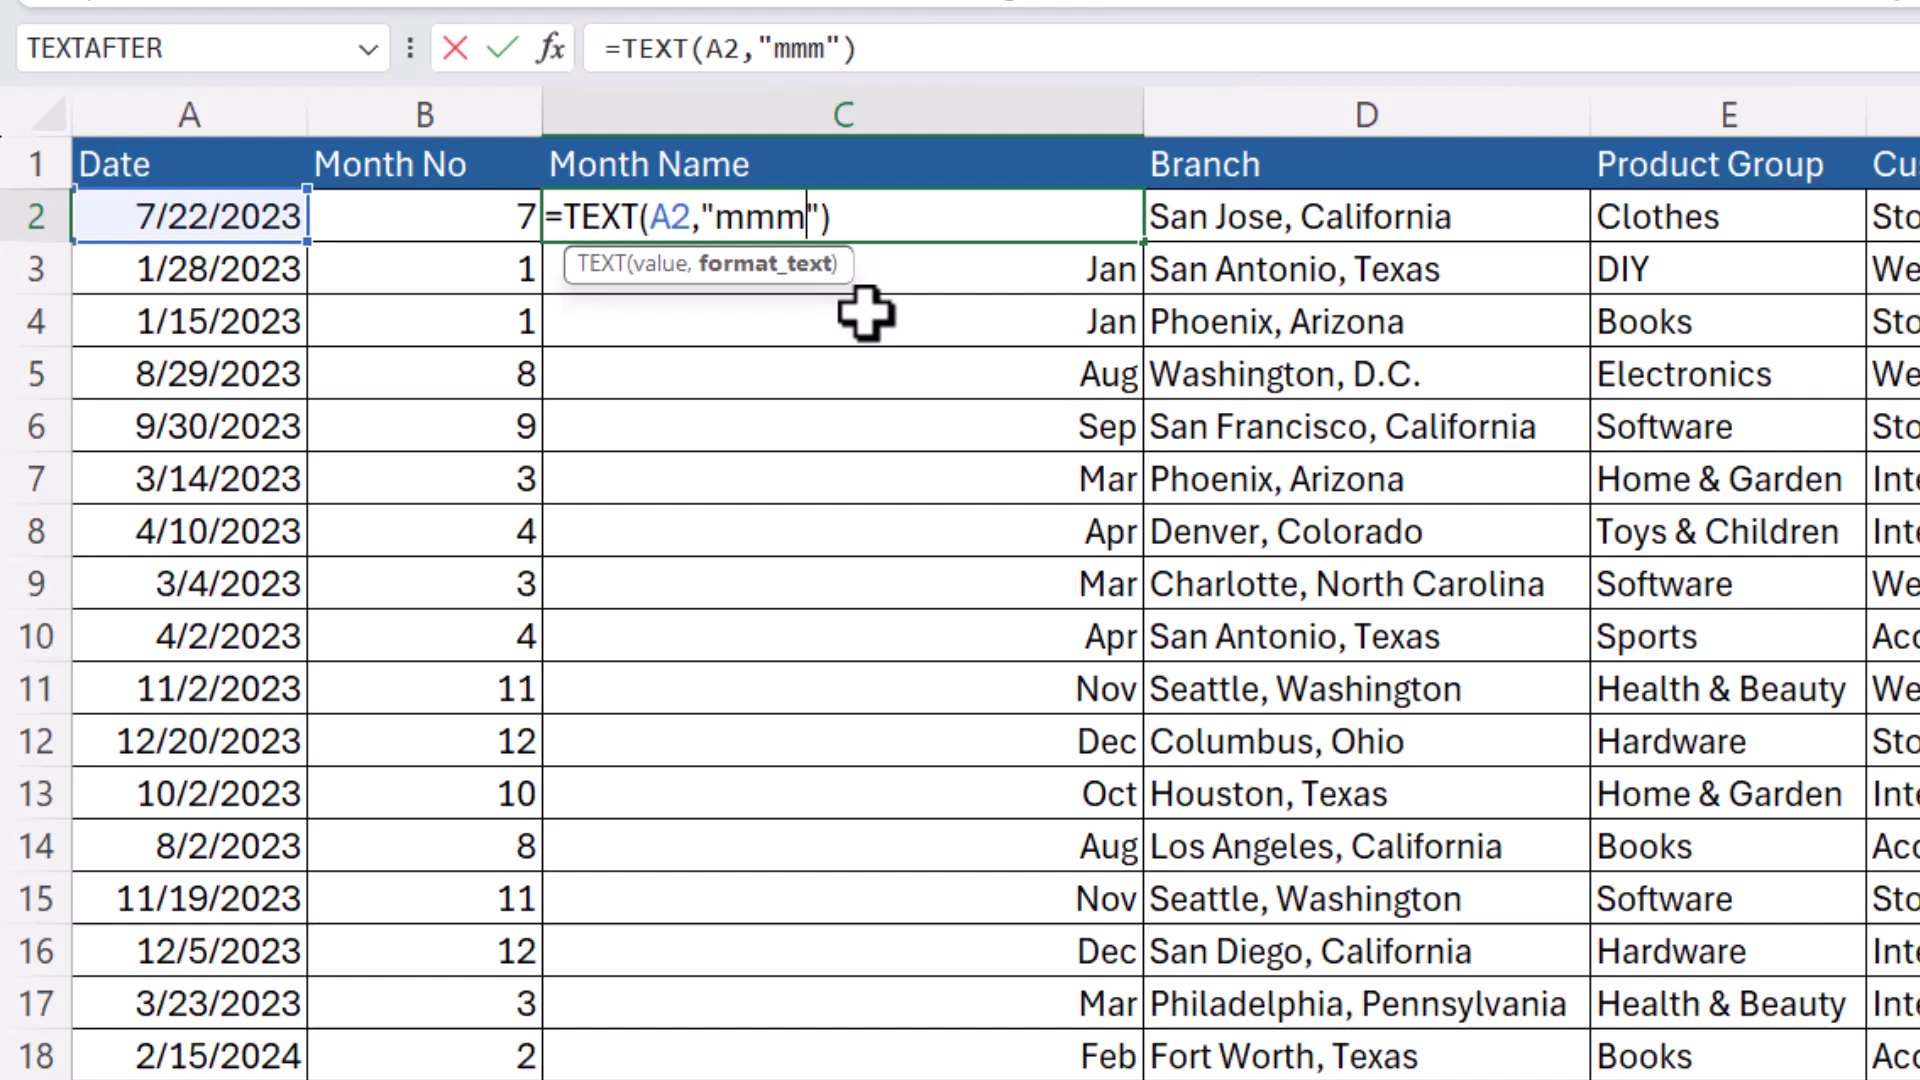 TEXTAFTER fx =TEXT(A2,"mmm")
A B C D E
1 Date Month No Month Name Branch Product Group Cus
2 7/22/2023 7 =TEXT(A2,"mmm") San Jose, California Clothes Sto
TEXT(value, format_text)
3 1/28/2023 1 Jan San Antonio, Texas DIY We
4 1/15/2023 1 Jan Phoenix, Arizona Books Sto
5 8/29/2023 8 Aug Washington, D.C. Electronics We
6 9/30/2023 9 Sep San Francisco, California Software Sto
7 3/14/2023 3 Mar Phoenix, Arizona Home & Garden Inte
8 4/10/2023 4 Apr Denver, Colorado Toys & Children Inte
9 3/4/2023 3 Mar Charlotte, North Carolina Software We
10 4/2/2023 4 Apr San Antonio, Texas Sports Acc
11 11/2/2023 11 Nov Seattle, Washington Health & Beauty We
12 12/20/2023 12 Dec Columbus, Ohio Hardware Sto
13 10/2/2023 10 Oct Houston, Texas Home & Garden Inte
14 8/2/2023 8 Aug Los Angeles, California Books Acc
15 11/19/2023 11 Nov Seattle, Washington Software Sto
16 12/5/2023 12 Dec San Diego, California Hardware Inte
17 3/23/2023 3 Mar Philadelphia, Pennsylvania Health & Beauty Inte
18 2/15/2024 2 Feb Fort Worth, Texas Books Acc